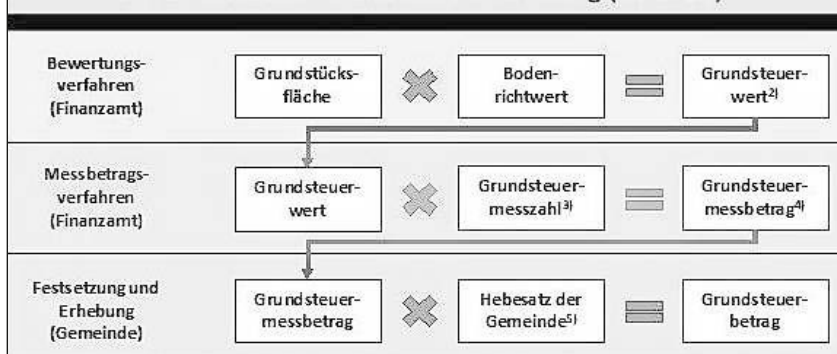 Bewertungs-
verfahren
(Finanzamt)
Grundstücks-
fläche
Boden-
richtwert
Grundsteuer-
wert2)
Messbetrags-
verfahren
(Finanzamt)
Grundsteuer-
wert
Grundsteuer-
messzahl3)
Grundsteuer-
messbetrag4)
Festsetzung und
Erhebung
(Gemeinde)
Grundsteuer-
messbetrag
Hebesatz der
Gemeinde5)
Grundsteuer-
betrag